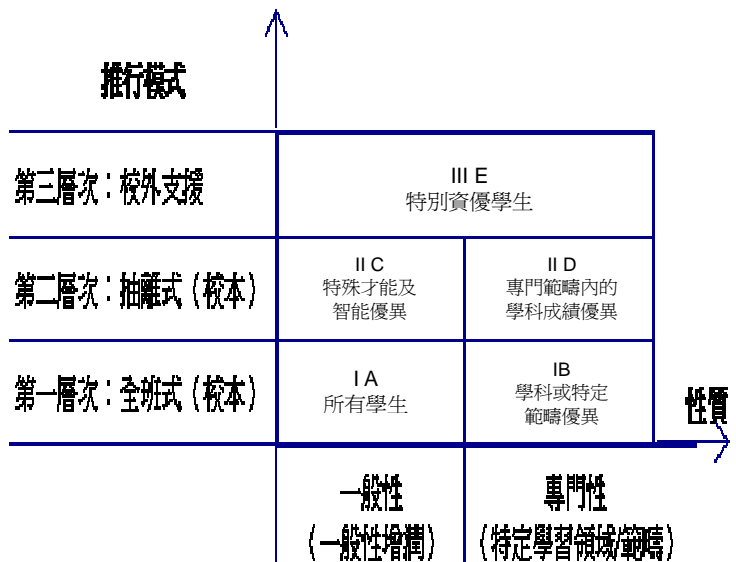 推行模式
第三層次：校外支援
III E
特別資優學生
第二層次：抽離式（校本）
II C
特殊才能及
智能優異
II D
專門範疇內的
學科成績優異
第一層次：全班式（校本）
I A
所有學生
IB
學科或特定
範疇優異
性質
一般性
（一般性增潤）
專門性
（特定學習領域/範疇）